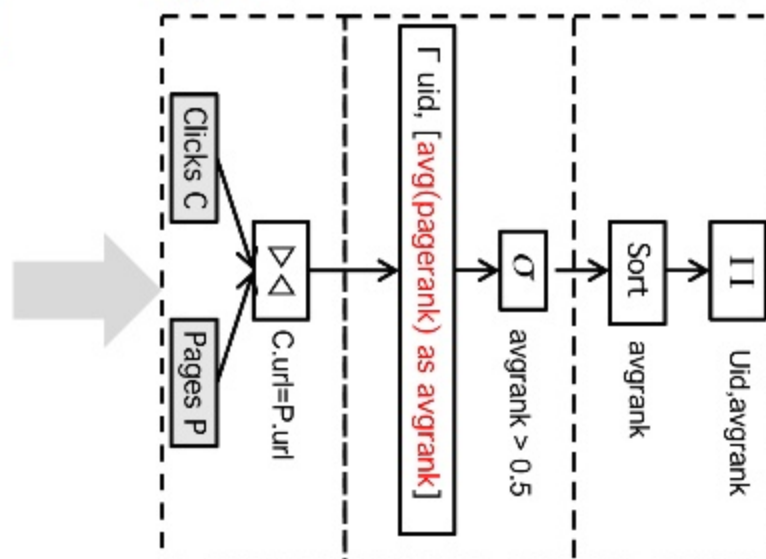 Clicks C
Pages P
⋈
C.url=P.url
Γ uid, [avg(pagerank) as avgrank]
σ
avgrank > 0.5
Sort
avgrank
Π
Uid,avgrank